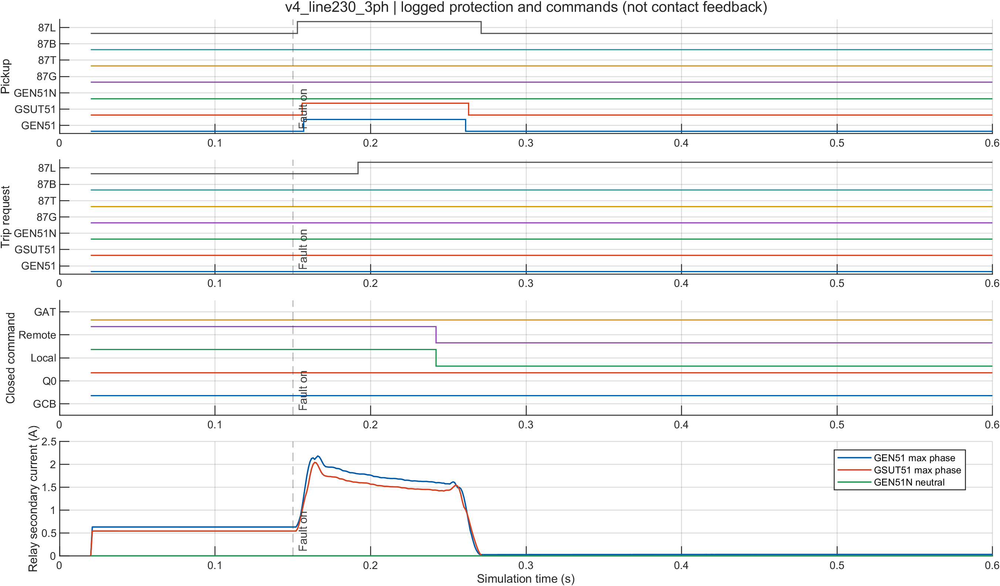 v4_line230_3ph | logged protection and commands (not contact feedback)
Pickup
87L
87B
87T
87G
GEN51N
GSUT51
GEN51
Fault on
0 0.1 0.2 0.3 0.4 0.5 0.6
Trip request
87L
87B
87T
87G
GEN51N
GSUT51
GEN51
Fault on
0 0.1 0.2 0.3 0.4 0.5 0.6
Closed command
GAT
Remote
Local
Q0
GCB
Fault on
0 0.1 0.2 0.3 0.4 0.5 0.6
Relay secondary current (A)
2.5
2
1.5
1
0.5
0
Fault on
GEN51 max phase
GSUT51 max phase
GEN51N neutral
0 0.1 0.2 0.3 0.4 0.5 0.6
Simulation time (s)